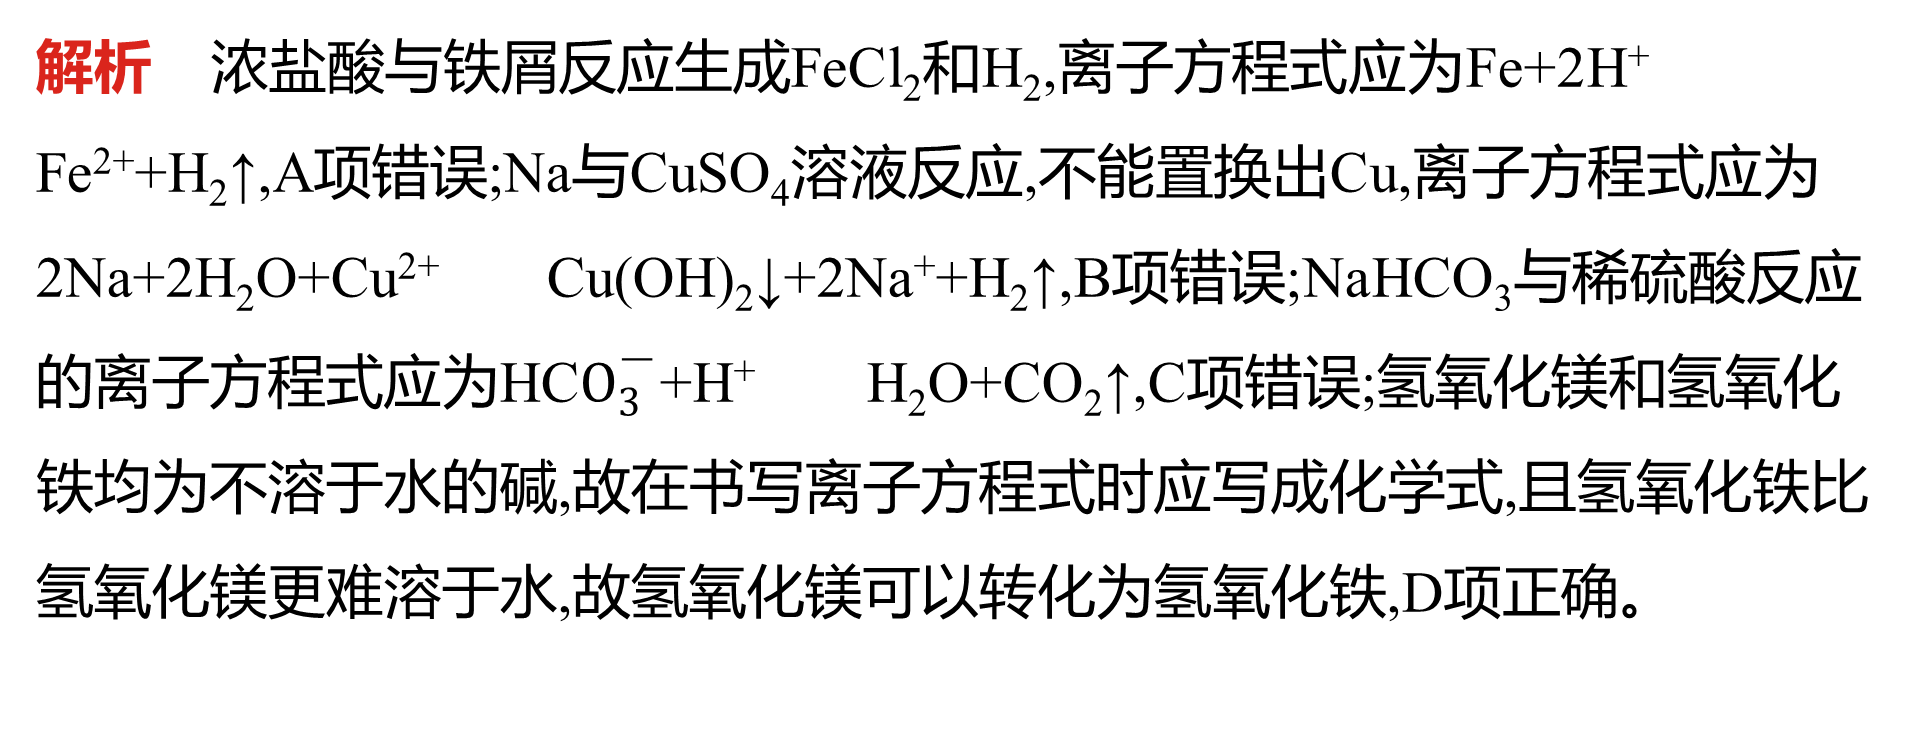 解析 浓盐酸与铁屑反应生成FeCl₂和H₂,离子方程式应为Fe+2H⁺
Fe²⁺+H₂↑,A项错误;Na与CuSO₄溶液反应,不能置换出Cu,离子方程式应为
2Na+2H₂O+Cu²⁺  Cu(OH)₂↓+2Na⁺+H₂↑,B项错误;NaHCO₃与稀硫酸反应
的离子方程式应为HCO₃⁻+H⁺  H₂O+CO₂↑,C项错误;氢氧化镁和氢氧化
铁均为不溶于水的碱,故在书写离子方程式时应写成化学式,且氢氧化铁比
氢氧化镁更难溶于水,故氢氧化镁可以转化为氢氧化铁,D项正确。